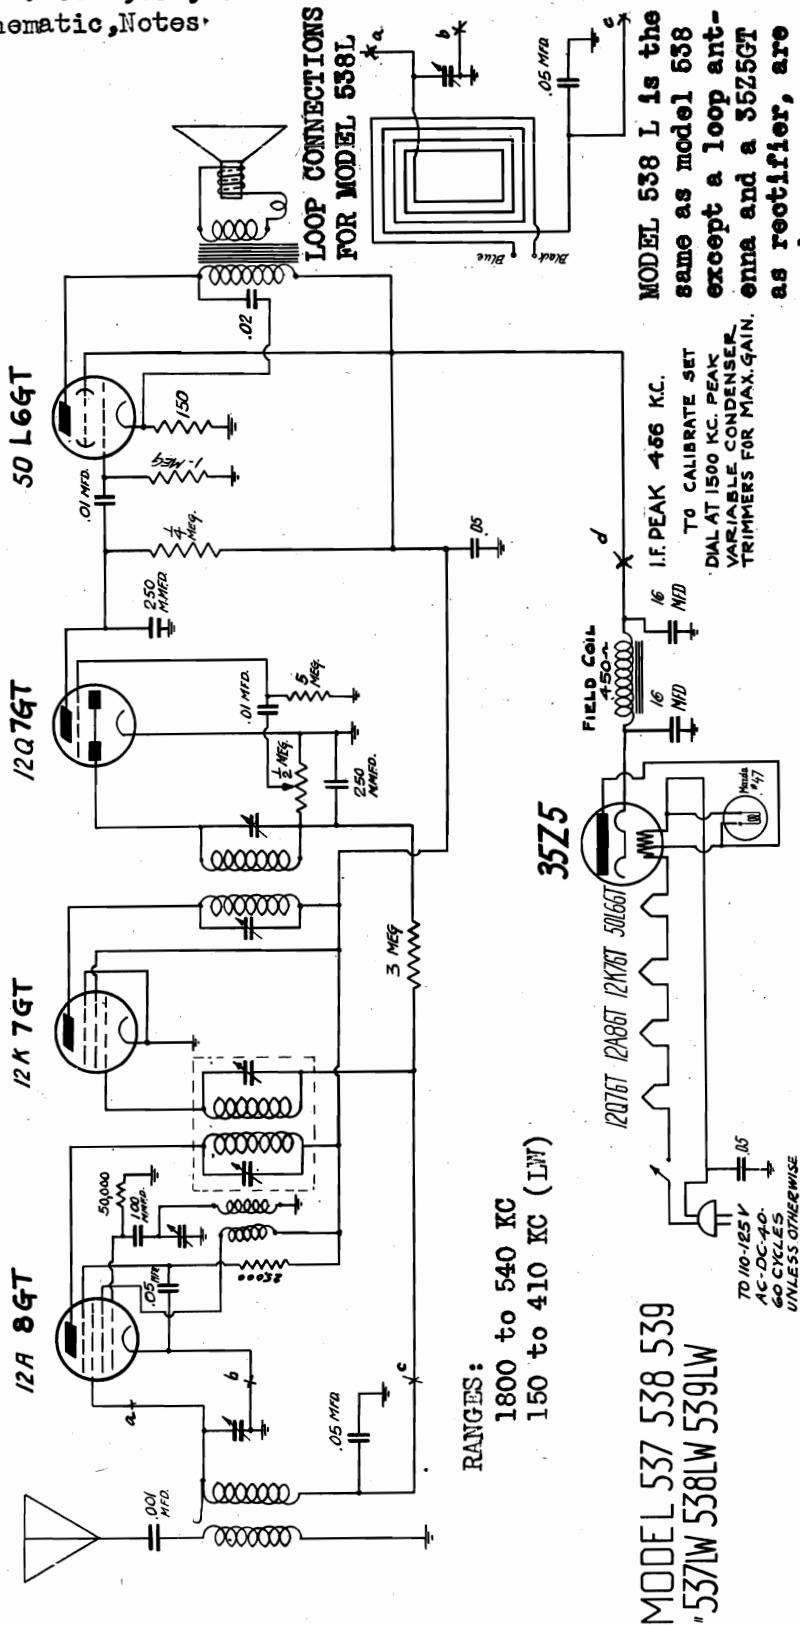 hematic,Notes
LOOP CONNECTIONS
FOR MODEL 538L
a
b
c
.05 MFD
Blue
Black
MODEL 538 L is the
same as model 538
except a loop ant-
enna and a 35Z5GT
as rectifier, are
50 L6GT
.02
150
1-MEG
.01 MFD.
1/4
MEG.
.05
250
M.MFD.
12Q7GT
.01 MFD.
5
MEG.
1/2 MEG.
250
MMFD.
12K 7GT
3 MEG
12A 8GT
50,000
100
MMFD.
.05 MFD
25000
a
b
c
.05 MFD.
.001
MFD.
I.F. PEAK 456 K.C.
TO CALIBRATE SET
DIAL AT 1500 K.C. PEAK
VARIABLE CONDENSER
TRIMMERS FOR MAX. GAIN.
d
FIELD COIL
450Ω
16
MFD
16
MFD
35Z5
Mazda
#47
12Q7GT 12A8GT 12K7GT 50L6GT
.05
TO 110-125 V
AC-DC-40-
60 CYCLES
UNLESS OTHERWISE
RANGES:
1800 to 540 KC
150 to 410 KC (LW)
MODEL 537 538 539
" 537LW 538LW 539LW